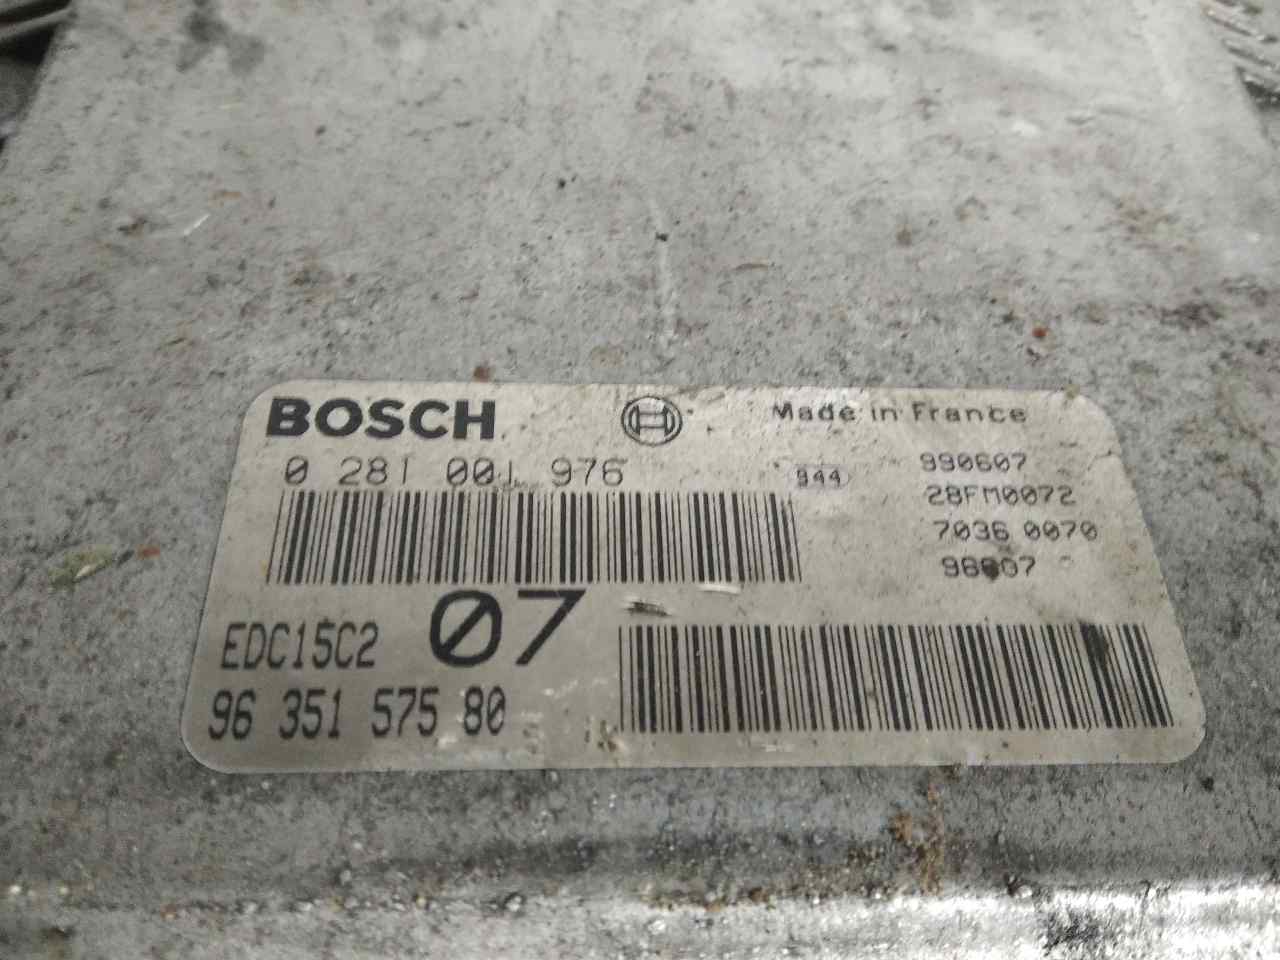 BOSCH
Made in France
0 281 001 976
944
990607
28FM0072
7036 0070
07
EDC15C2
96 351 575 80